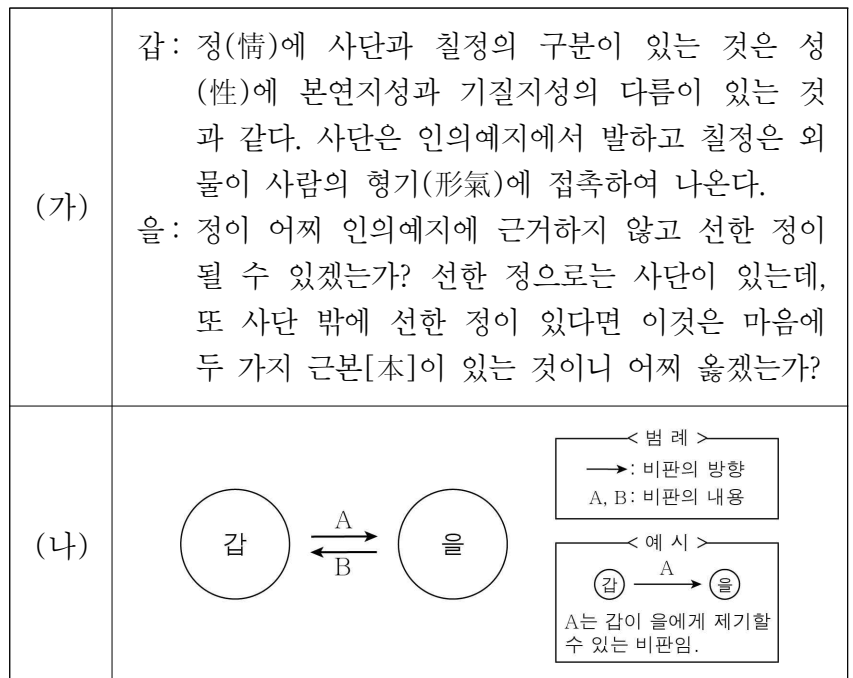 (가)
갑 : 정(情)에 사단과 칠정의 구분이 있는 것은 성
(性)에 본연지성과 기질지성의 다름이 있는 것
과 같다. 사단은 인의예지에서 발하고 칠정은 외
물이 사람의 형기(形氣)에 접촉하여 나온다.
을 : 정이 어찌 인의예지에 근거하지 않고 선한 정이
될 수 있겠는가? 선한 정으로는 사단이 있는데,
또 사단 밖에 선한 정이 있다면 이것은 마음에
두 가지 근본[本]이 있는 것이니 어찌 옳겠는가?
(나)
갑
A
B
을
< 범 례 >
: 비판의 방향
A, B : 비판의 내용
< 예 시 >
갑 A 을
A는 갑이 을에게 제기할
수 있는 비판임.